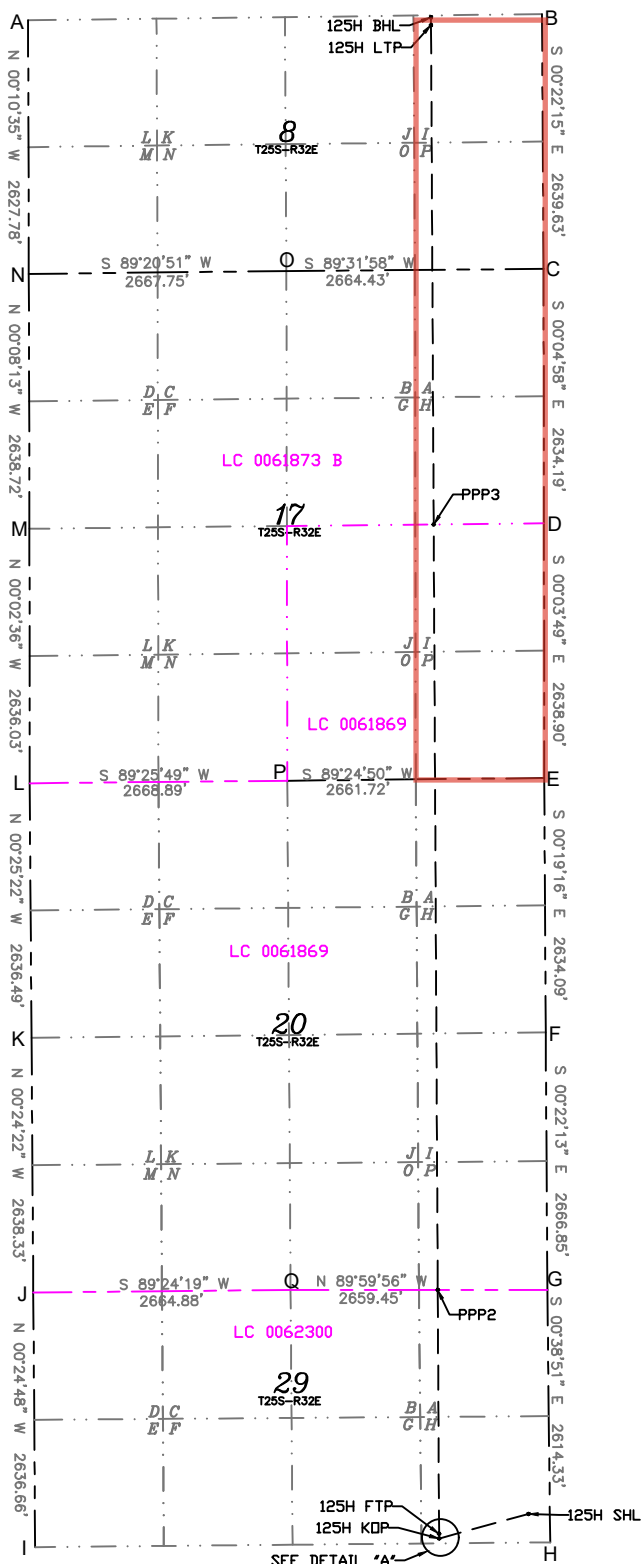 125H BHL
A
B
125H LTP
N 00°10'35" W 2627.78'
S 00°22'15" E 2639.63'
8
T25S-R32E
L K
M N
J I
O P
N
S 89°20'51" W
2667.75'
O
S 89°31'58" W
2664.43'
C
N 00°08'13" W 2638.72'
S 00°04'58" E 2634.19'
D C
E F
B A
G H
LC 0061873 B
PPP3
M
17
T25S-R32E
D
N 00°02'36" W 2636.03'
S 00°03'49" E 2638.90'
L K
M N
J I
O P
LC 0061869
L
S 89°25'49" W
2668.89'
P
S 89°24'50" W
2661.72'
E
N 00°25'22" W 2636.49'
S 00°19'16" E 2634.09'
D C
E F
B A
G H
LC 0061869
K
20
T25S-R32E
F
N 00°24'22" W 2638.33'
S 00°22'13" E 2666.85'
L K
M N
J I
O P
J
S 89°24'19" W
2664.88'
Q
N 89°59'56" W
2659.45'
G
PPP2
LC 0062300
N 00°24'48" W 2636.66'
S 00°38'51" E 2614.33'
29
T25S-R32E
D C
E F
B A
G H
125H FTP
125H SHL
125H KOP
I
SEE DETAIL "A"
H